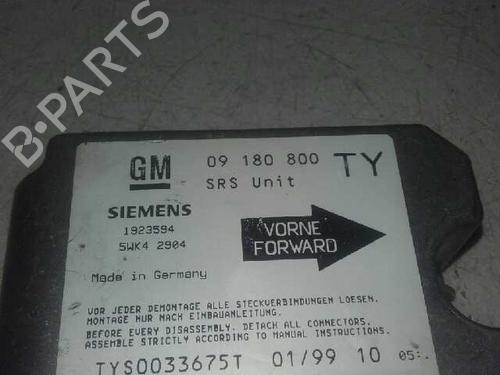 B-PARTS
GM
09 180 800 TY
SRS Unit
SIEMENS
1923594
5WK4 2904
VORNE
FORWARD
Made in Germany
VOR JEDER DEMONTAGE ALLE STECKVERBINDUNGEN LOESEN.
MONTAGE NUR NACH EINBAUANLEITUNG.
BEFORE EVERY DISASSEMBLY, DETACH ALL CONNECTORS.
ASSEMBLE STRICTLY ACCORDING TO MANUAL INSTRUCTIONS.
TYS0033675T 01/99 10 05